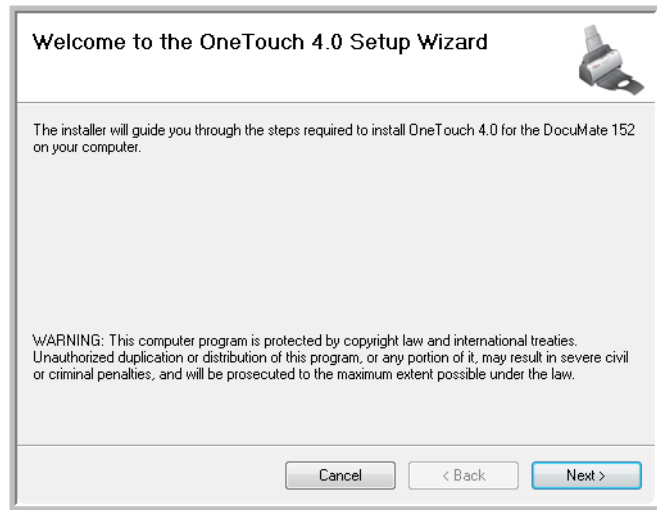 Welcome to the OneTouch 4.0 Setup Wizard
The installer will guide you through the steps required to install OneTouch 4.0 for the DocuMate 152
on your computer.
WARNING: This computer program is protected by copyright law and international treaties.
Unauthorized duplication or distribution of this program, or any portion of it, may result in severe civil
or criminal penalties, and will be prosecuted to the maximum extent possible under the law.
Cancel < Back Next >